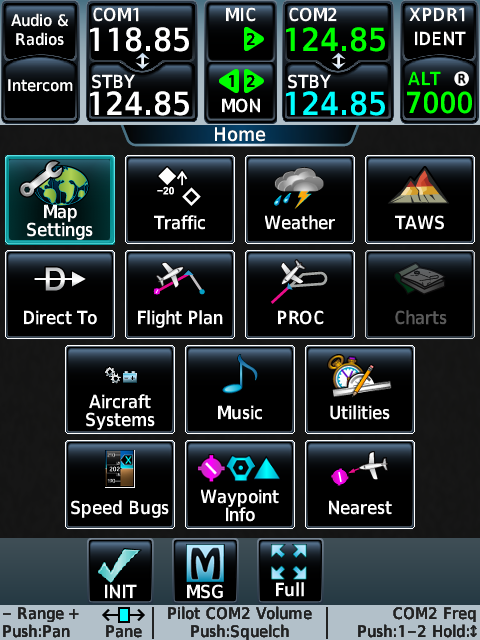 Audio &
Radios
COM1
118.85
MIC
2
COM2
124.85
XPDR1
IDENT
Intercom
STBY
124.85
1 2
MON
STBY
124.85
ALT R
7000
Home
Map
Settings
-20
Traffic
Weather
TAWS
D
Direct To
Flight Plan
PROC
Charts
Aircraft
Systems
Music
Utilities
210
202
190
Speed Bugs
Waypoint
Info
Nearest
INIT
MSG
Full
– Range +
Push:Pan
Pane
Pilot COM2 Volume
Push:Squelch
COM2 Freq
Push:1–2 Hold:↕